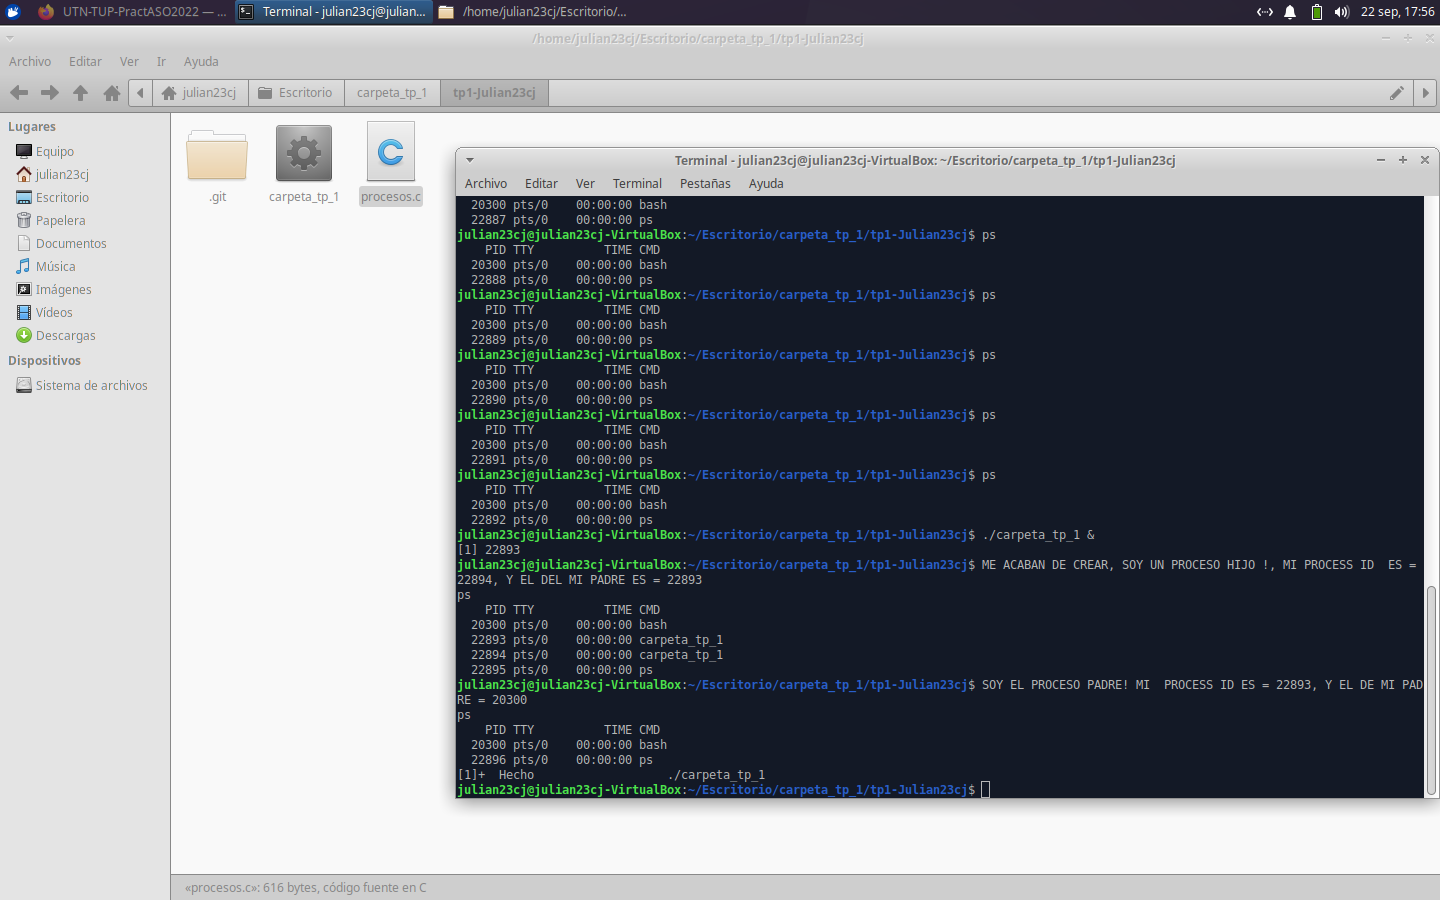 UTN-TUP-PractASO2022 — ...
Terminal - julian23cj@julian...
/home/julian23cj/Escritorio/...
22 sep, 17:56
/home/julian23cj/Escritorio/carpeta_tp_1/tp1-Julian23cj
Archivo Editar Ver Ir Ayuda
julian23cj Escritorio carpeta_tp_1 tp1-Julian23cj
Lugares
Equipo
julian23cj
Escritorio
Papelera
Documentos
Música
Imágenes
Vídeos
Descargas
Dispositivos
Sistema de archivos
.git
carpeta_tp_1
procesos.c
Terminal - julian23cj@julian23cj-VirtualBox: ~/Escritorio/carpeta_tp_1/tp1-Julian23cj
Archivo Editar Ver Terminal Pestañas Ayuda
20300 pts/0    00:00:00 bash
22887 pts/0    00:00:00 ps
julian23cj@julian23cj-VirtualBox:~/Escritorio/carpeta_tp_1/tp1-Julian23cj$ ps
PID TTY          TIME CMD
20300 pts/0    00:00:00 bash
22888 pts/0    00:00:00 ps
julian23cj@julian23cj-VirtualBox:~/Escritorio/carpeta_tp_1/tp1-Julian23cj$ ps
PID TTY          TIME CMD
20300 pts/0    00:00:00 bash
22889 pts/0    00:00:00 ps
julian23cj@julian23cj-VirtualBox:~/Escritorio/carpeta_tp_1/tp1-Julian23cj$ ps
PID TTY          TIME CMD
20300 pts/0    00:00:00 bash
22890 pts/0    00:00:00 ps
julian23cj@julian23cj-VirtualBox:~/Escritorio/carpeta_tp_1/tp1-Julian23cj$ ps
PID TTY          TIME CMD
20300 pts/0    00:00:00 bash
22891 pts/0    00:00:00 ps
julian23cj@julian23cj-VirtualBox:~/Escritorio/carpeta_tp_1/tp1-Julian23cj$ ps
PID TTY          TIME CMD
20300 pts/0    00:00:00 bash
22892 pts/0    00:00:00 ps
julian23cj@julian23cj-VirtualBox:~/Escritorio/carpeta_tp_1/tp1-Julian23cj$ ./carpeta_tp_1 &
[1] 22893
julian23cj@julian23cj-VirtualBox:~/Escritorio/carpeta_tp_1/tp1-Julian23cj$ ME ACABAN DE CREAR, SOY UN PROCESO HIJO !, MI PROCESS ID  ES =
22894, Y EL DEL MI PADRE ES = 22893
ps
PID TTY          TIME CMD
20300 pts/0    00:00:00 bash
22893 pts/0    00:00:00 carpeta_tp_1
22894 pts/0    00:00:00 carpeta_tp_1
22895 pts/0    00:00:00 ps
julian23cj@julian23cj-VirtualBox:~/Escritorio/carpeta_tp_1/tp1-Julian23cj$ SOY EL PROCESO PADRE! MI  PROCESS ID ES = 22893, Y EL DE MI PAD
RE = 20300
ps
PID TTY          TIME CMD
20300 pts/0    00:00:00 bash
22896 pts/0    00:00:00 ps
[1]+  Hecho                   ./carpeta_tp_1
julian23cj@julian23cj-VirtualBox:~/Escritorio/carpeta_tp_1/tp1-Julian23cj$
«procesos.c»: 616 bytes, código fuente en C